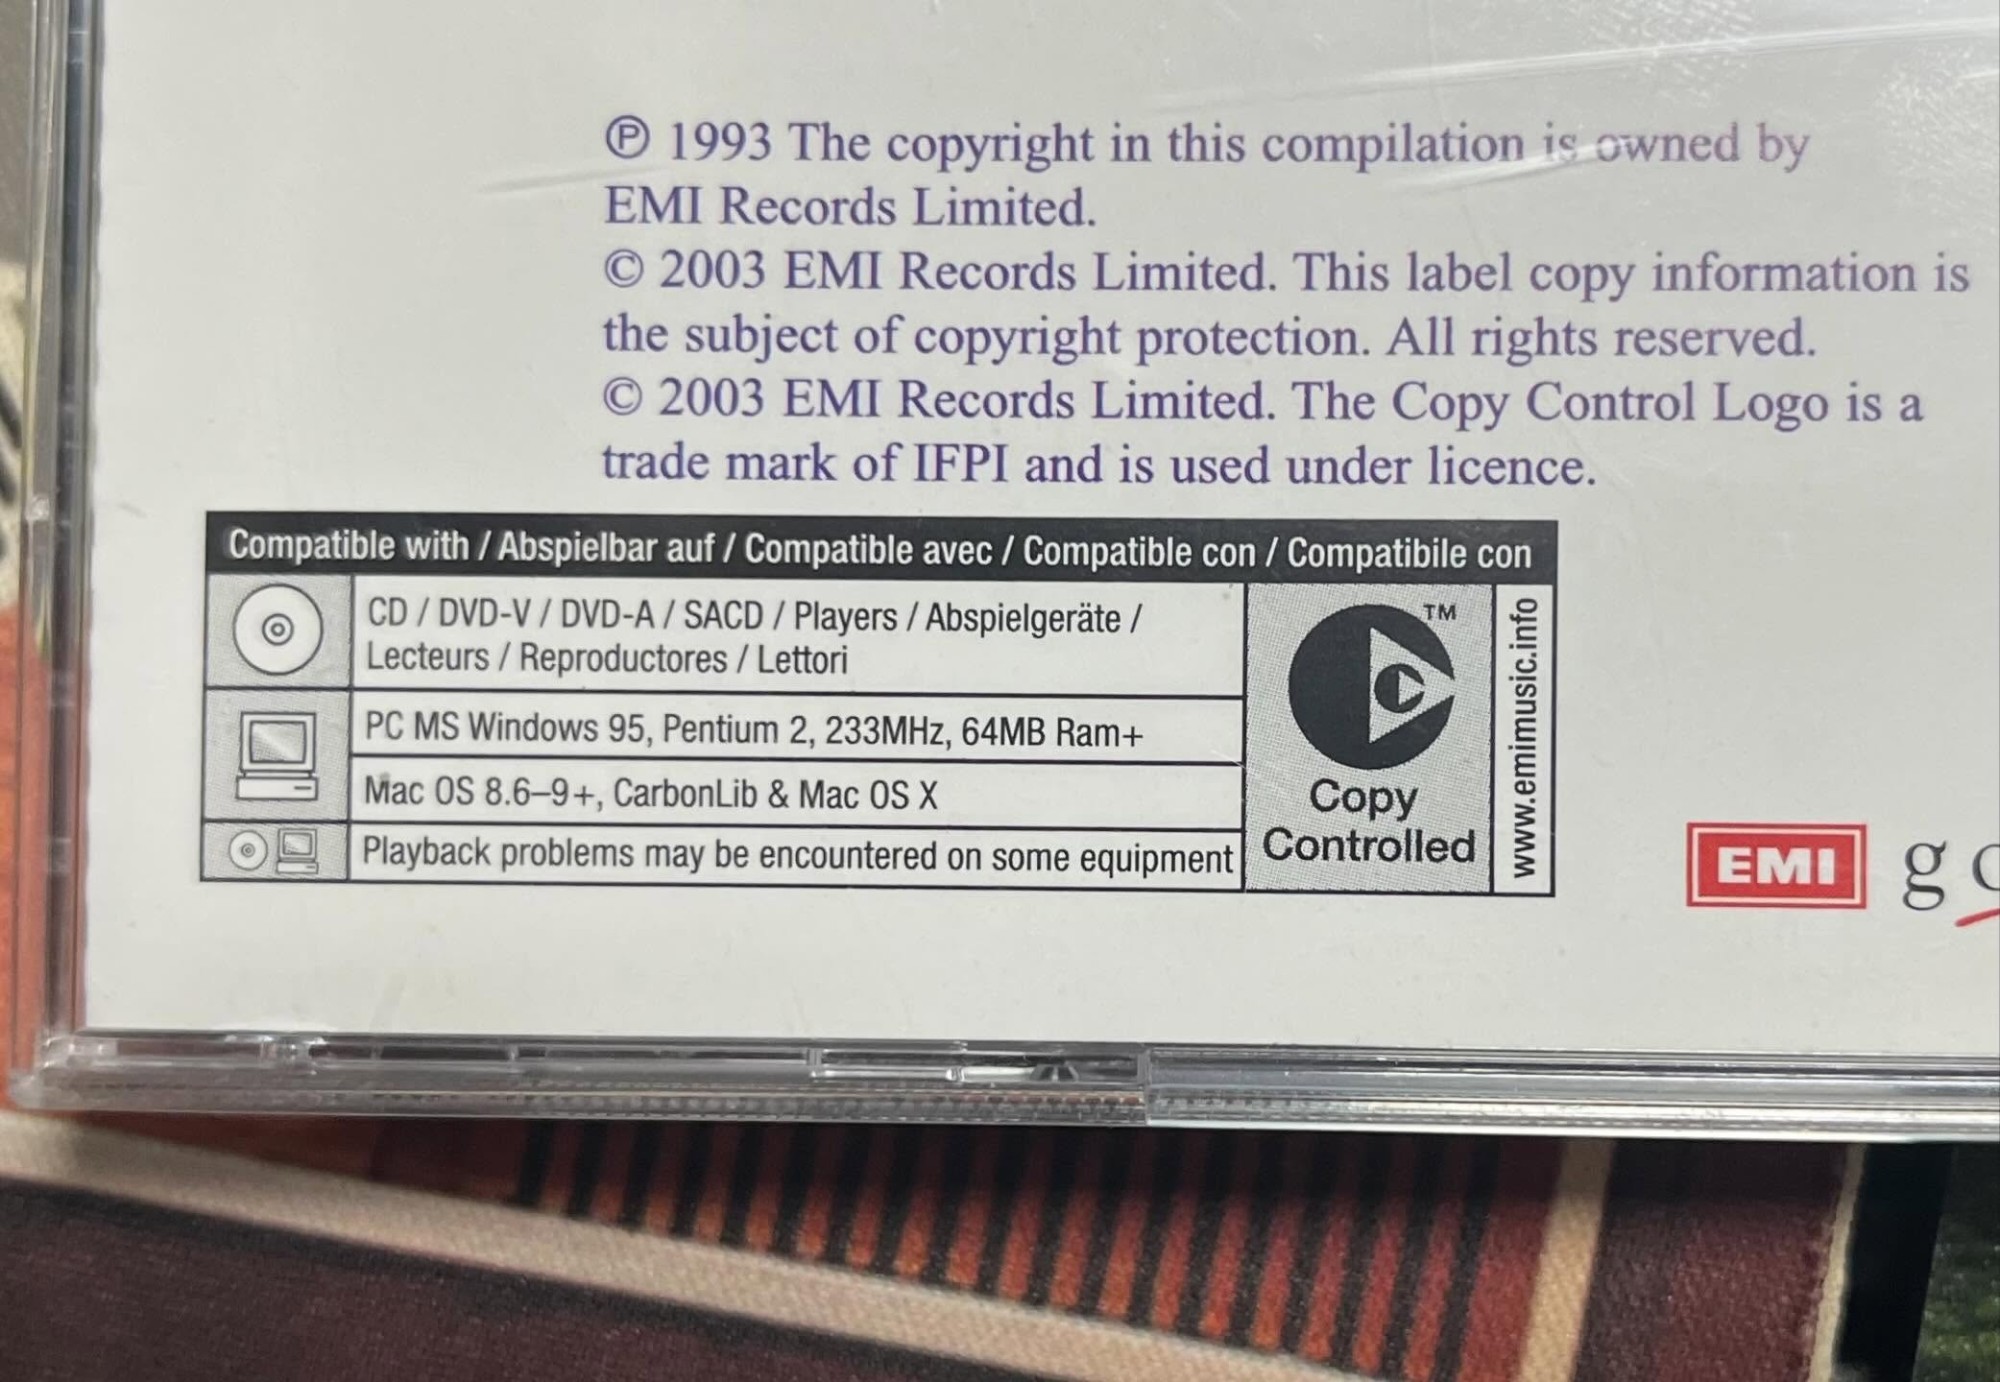 ℗ 1993 The copyright in this compilation is owned by
EMI Records Limited.
© 2003 EMI Records Limited. This label copy information is
the subject of copyright protection. All rights reserved.
© 2003 EMI Records Limited. The Copy Control Logo is a
trade mark of IFPI and is used under licence.
Compatible with / Abspielbar auf / Compatible avec / Compatible con / Compatibile con
CD / DVD-V / DVD-A / SACD / Players / Abspielgeräte /
Lecteurs / Reproductores / Lettori
PC MS Windows 95, Pentium 2, 233MHz, 64MB Ram+
Mac OS 8.6–9+, CarbonLib & Mac OS X
Playback problems may be encountered on some equipment
TM
Copy
Controlled
www.emimusic.info
EMI